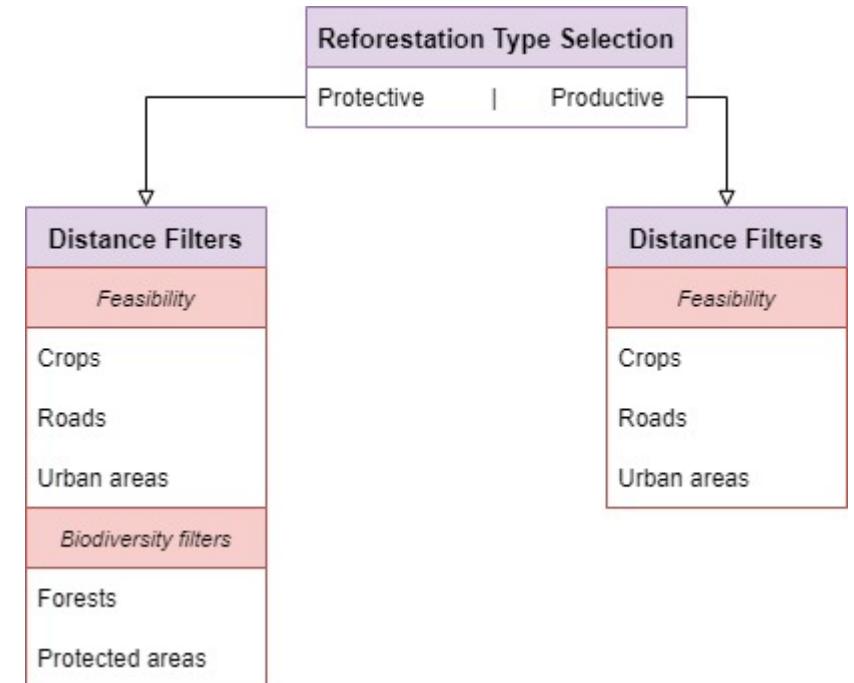 Reforestation Type Selection
Protective | Productive
Distance Filters
Feasibility
Crops
Roads
Urban areas
Biodiversity filters
Forests
Protected areas
Distance Filters
Feasibility
Crops
Roads
Urban areas